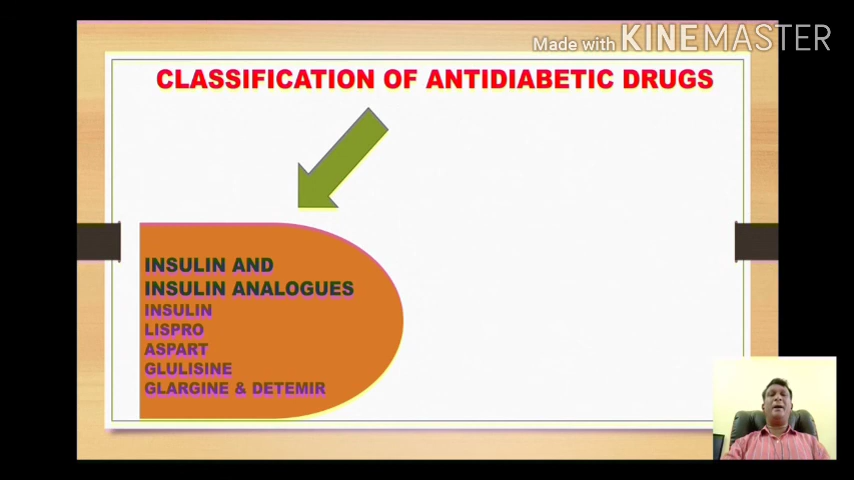 Made with KINEMASTER
CLASSIFICATION OF ANTIDIABETIC DRUGS
INSULIN AND
INSULIN ANALOGUES
INSULIN
LISPRO
ASPART
GLULISINE
GLARGINE & DETEMIR